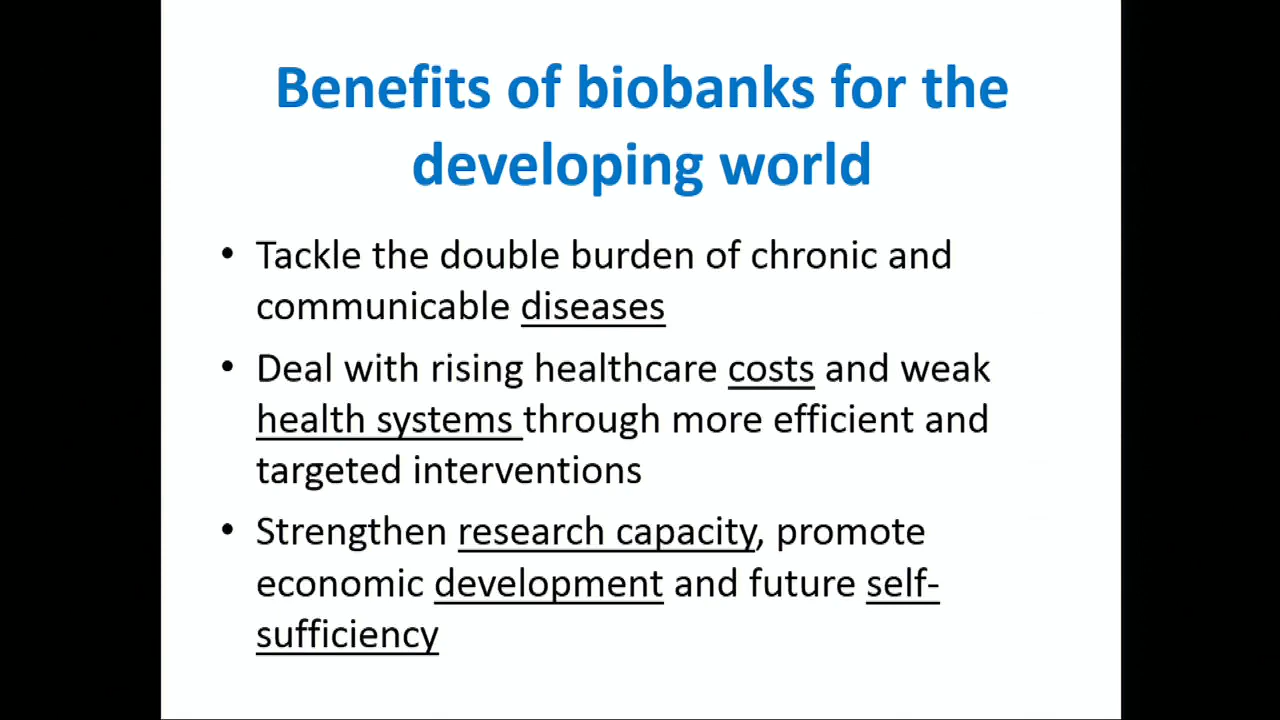 Benefits of biobanks for the
developing world
• Tackle the double burden of chronic and
communicable diseases
• Deal with rising healthcare costs and weak
health systems through more efficient and
targeted interventions
• Strengthen research capacity, promote
economic development and future self-
sufficiency